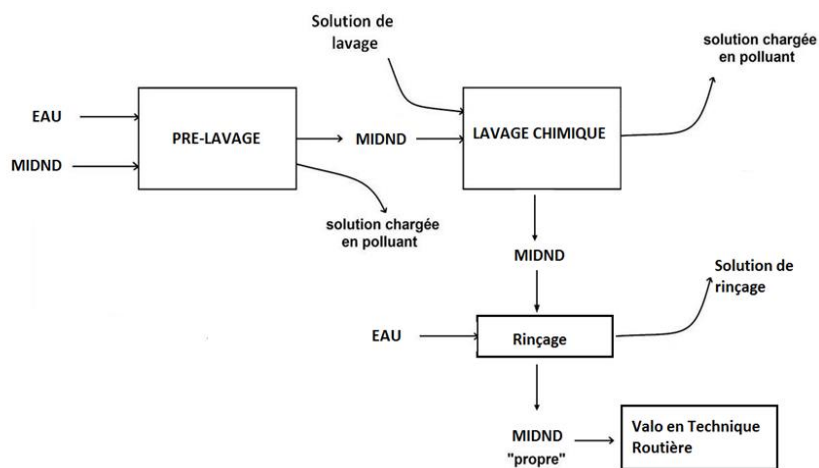 Solution de
lavage
solution chargée
en polluant
EAU
PRE-LAVAGE
MIDND
LAVAGE CHIMIQUE
MIDND
solution chargée
en polluant
MIDND
Solution de
rinçage
EAU
Rinçage
MIDND
"propre"
Valo en Technique
Routière